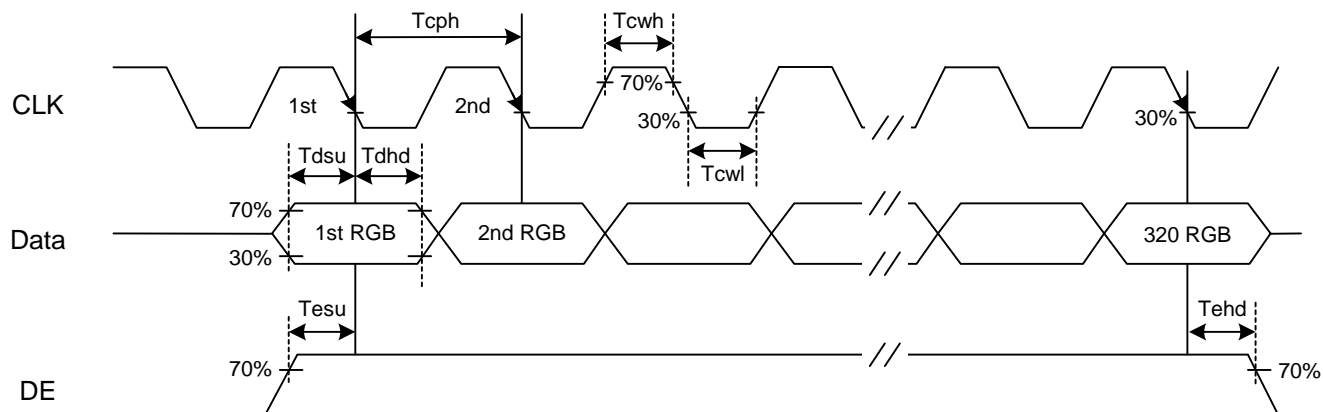 Tcph
Tcwh
CLK
1st
2nd
70%
30%
30%
Tcwl
Tdsu
Tdhd
70%
Data
1st RGB
2nd RGB
320 RGB
30%
Tesu
Tehd
70%
70%
DE